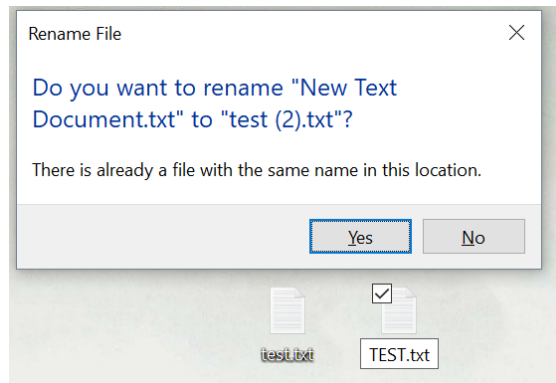 Rename File
Do you want to rename "New Text
Document.txt" to "test (2).txt"?
There is already a file with the same name in this location.
Yes
No
test.txt
TEST.txt